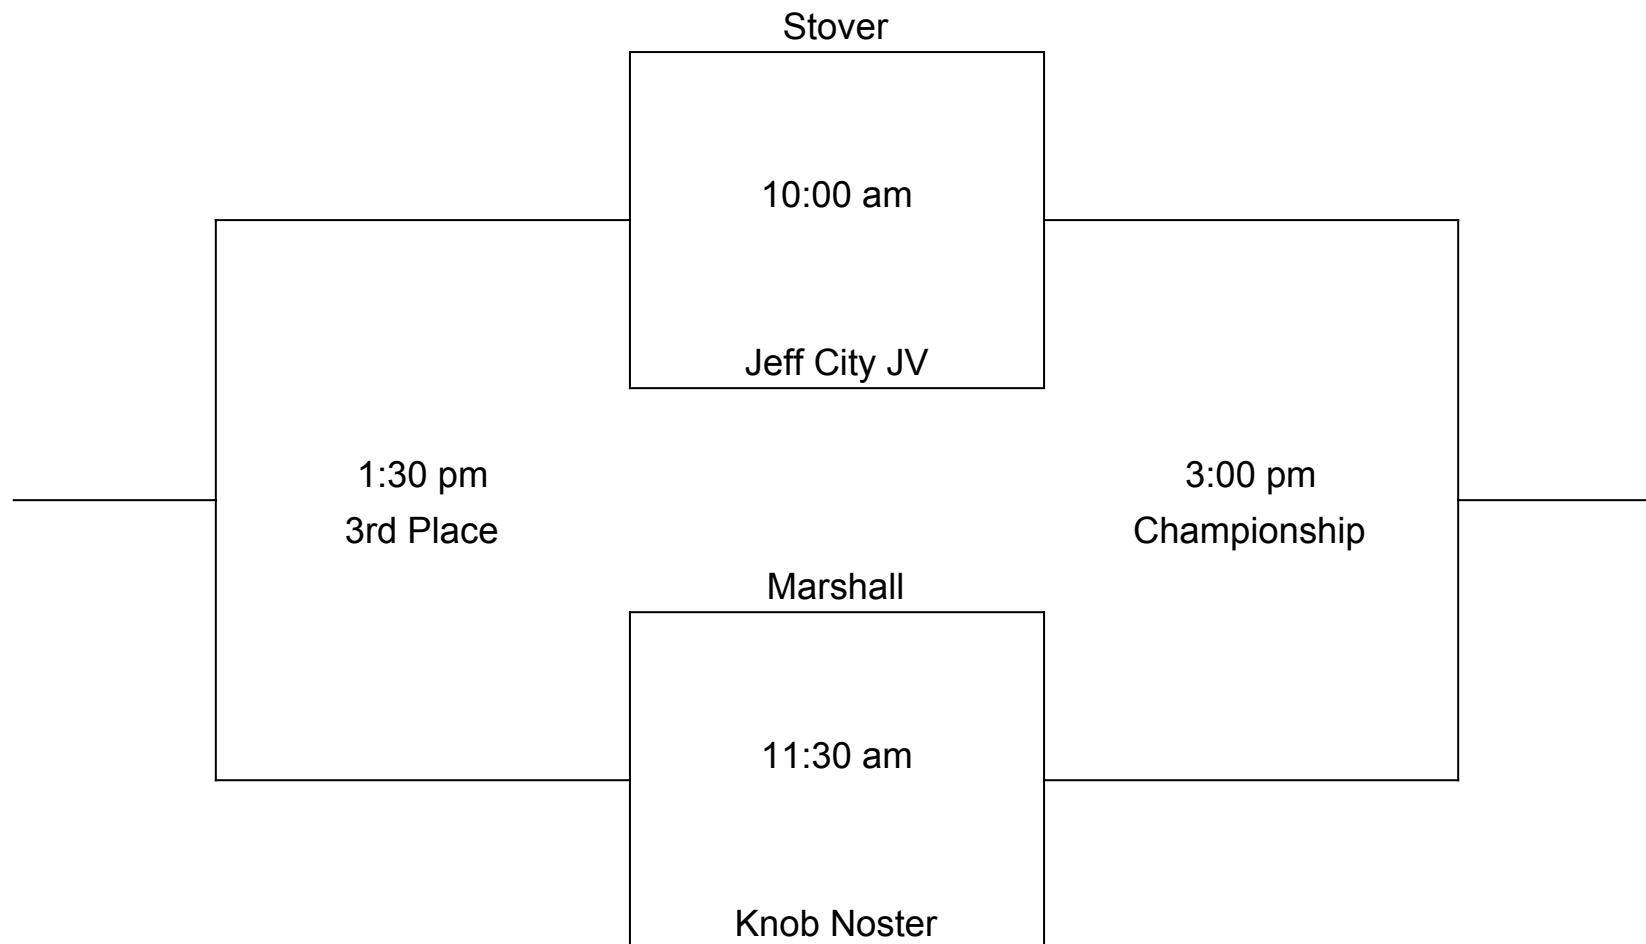 Stover
10:00 am
Jeff City JV
1:30 pm
3rd Place
3:00 pm
Championship
Marshall
11:30 am
Knob Noster